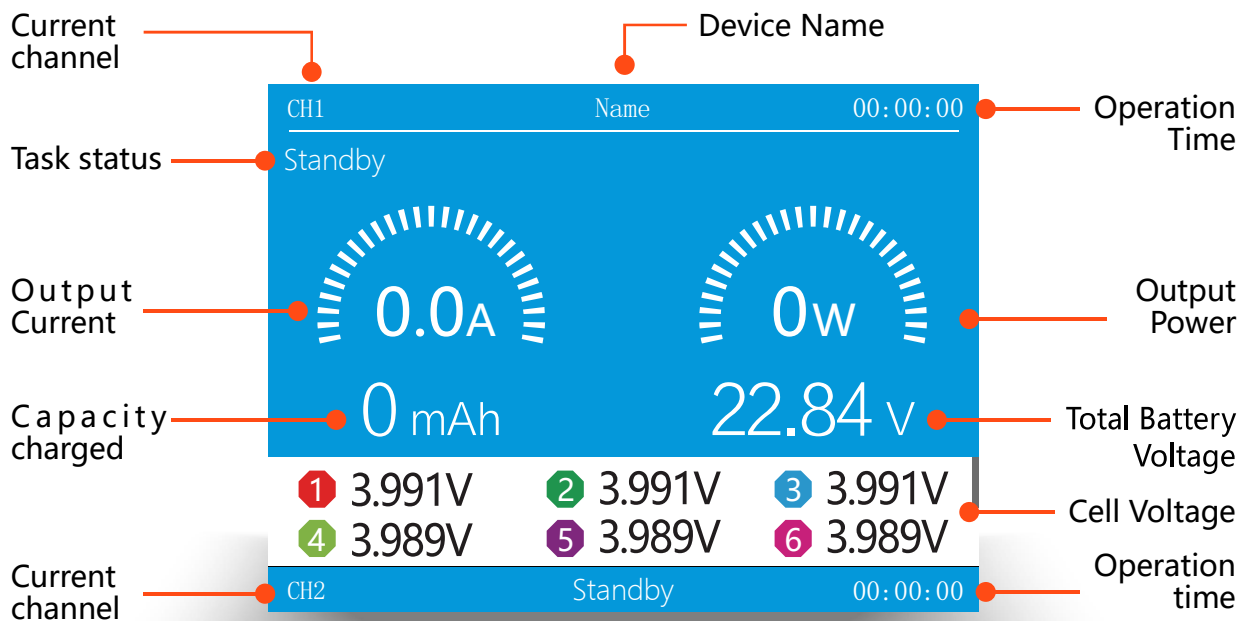 Current
channel
Device Name
CH1 Name 00:00:00
Operation
Time
Task status
Standby
Output
Current
0.0A
0W
Output
Power
Capacity
charged
0 mAh
22.84 V
Total Battery
Voltage
1 3.991V 2 3.991V 3 3.991V
4 3.989V 5 3.989V 6 3.989V
Cell Voltage
Current
channel
CH2 Standby 00:00:00
Operation
time